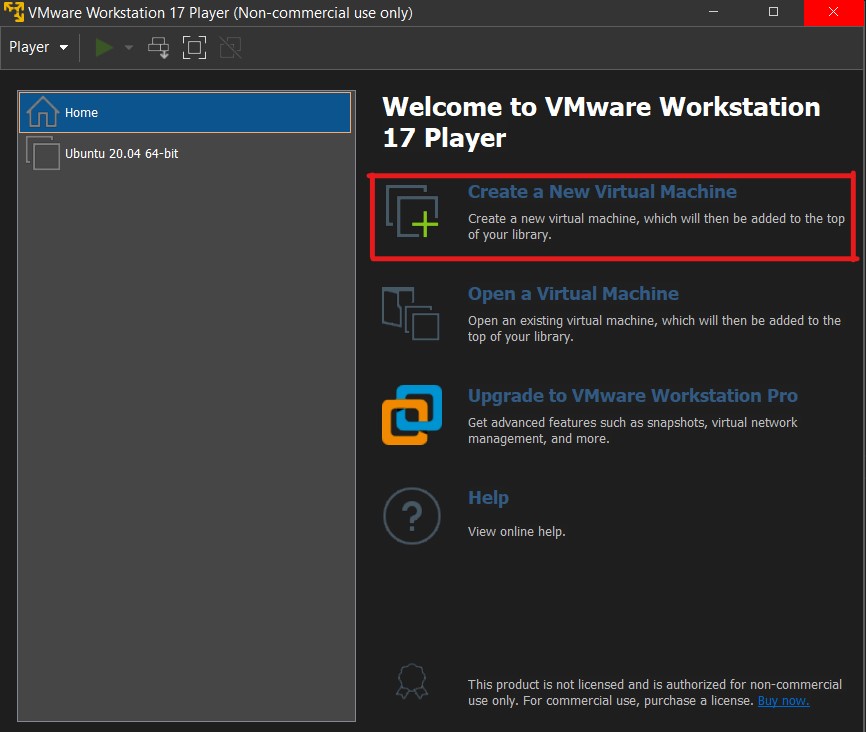 VMware Workstation 17 Player (Non-commercial use only)
Player
Home
Ubuntu 20.04 64-bit
Welcome to VMware Workstation
17 Player
Create a New Virtual Machine
Create a new virtual machine, which will then be added to the top
of your library.
Open a Virtual Machine
Open an existing virtual machine, which will then be added to the
top of your library.
Upgrade to VMware Workstation Pro
Get advanced features such as snapshots, virtual network
management, and more.
?
Help
View online help.
This product is not licensed and is authorized for non-commercial
use only. For commercial use, purchase a license. Buy now.